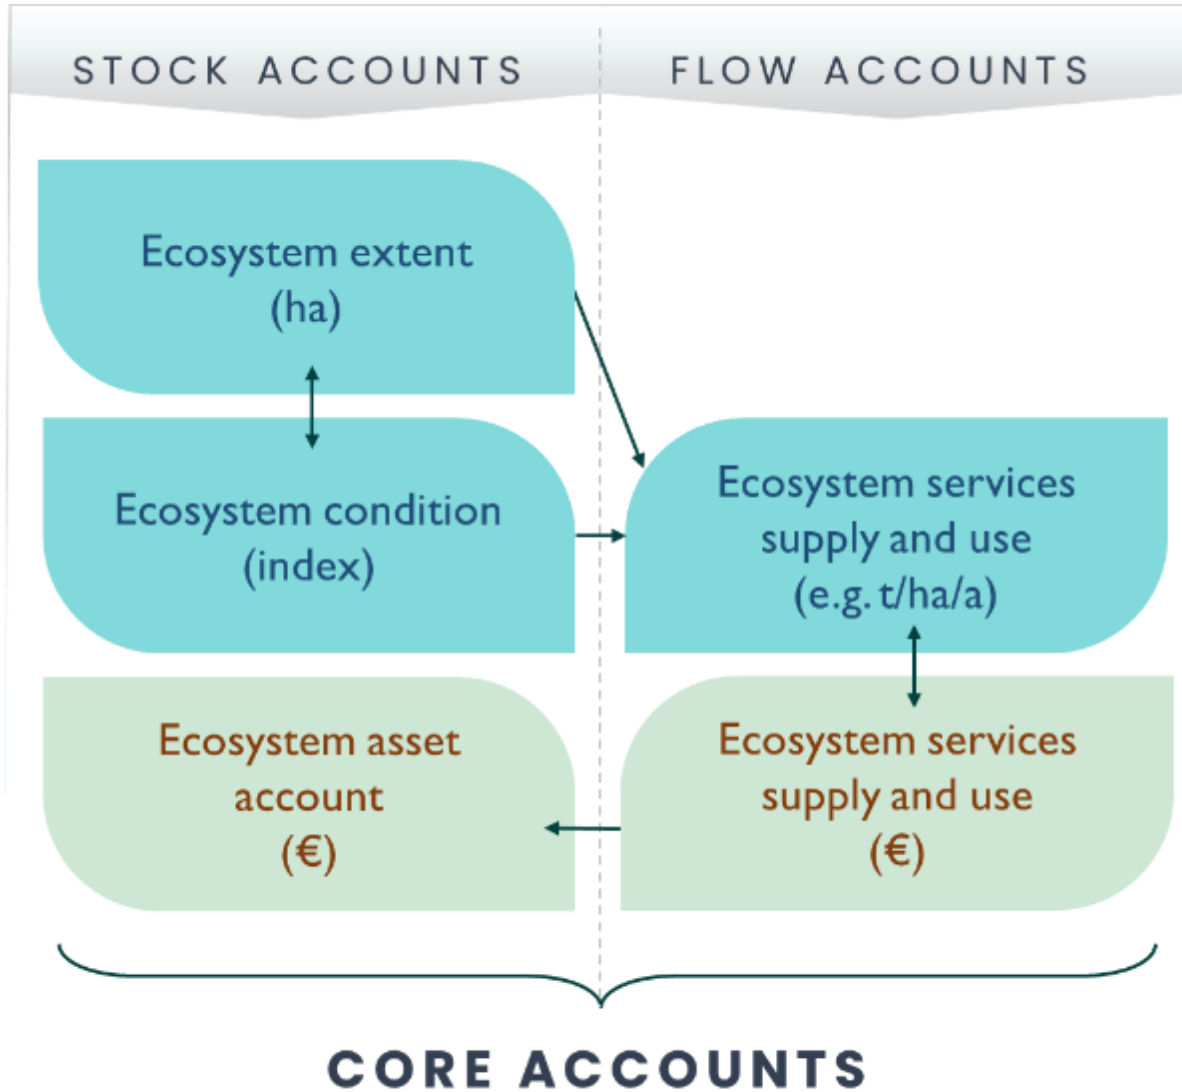 STOCK ACCOUNTS
FLOW ACCOUNTS
Ecosystem extent
(ha)
Ecosystem condition
(index)
Ecosystem services
supply and use
(e.g. t/ha/a)
Ecosystem asset
account
(€)
Ecosystem services
supply and use
(€)
CORE ACCOUNTS